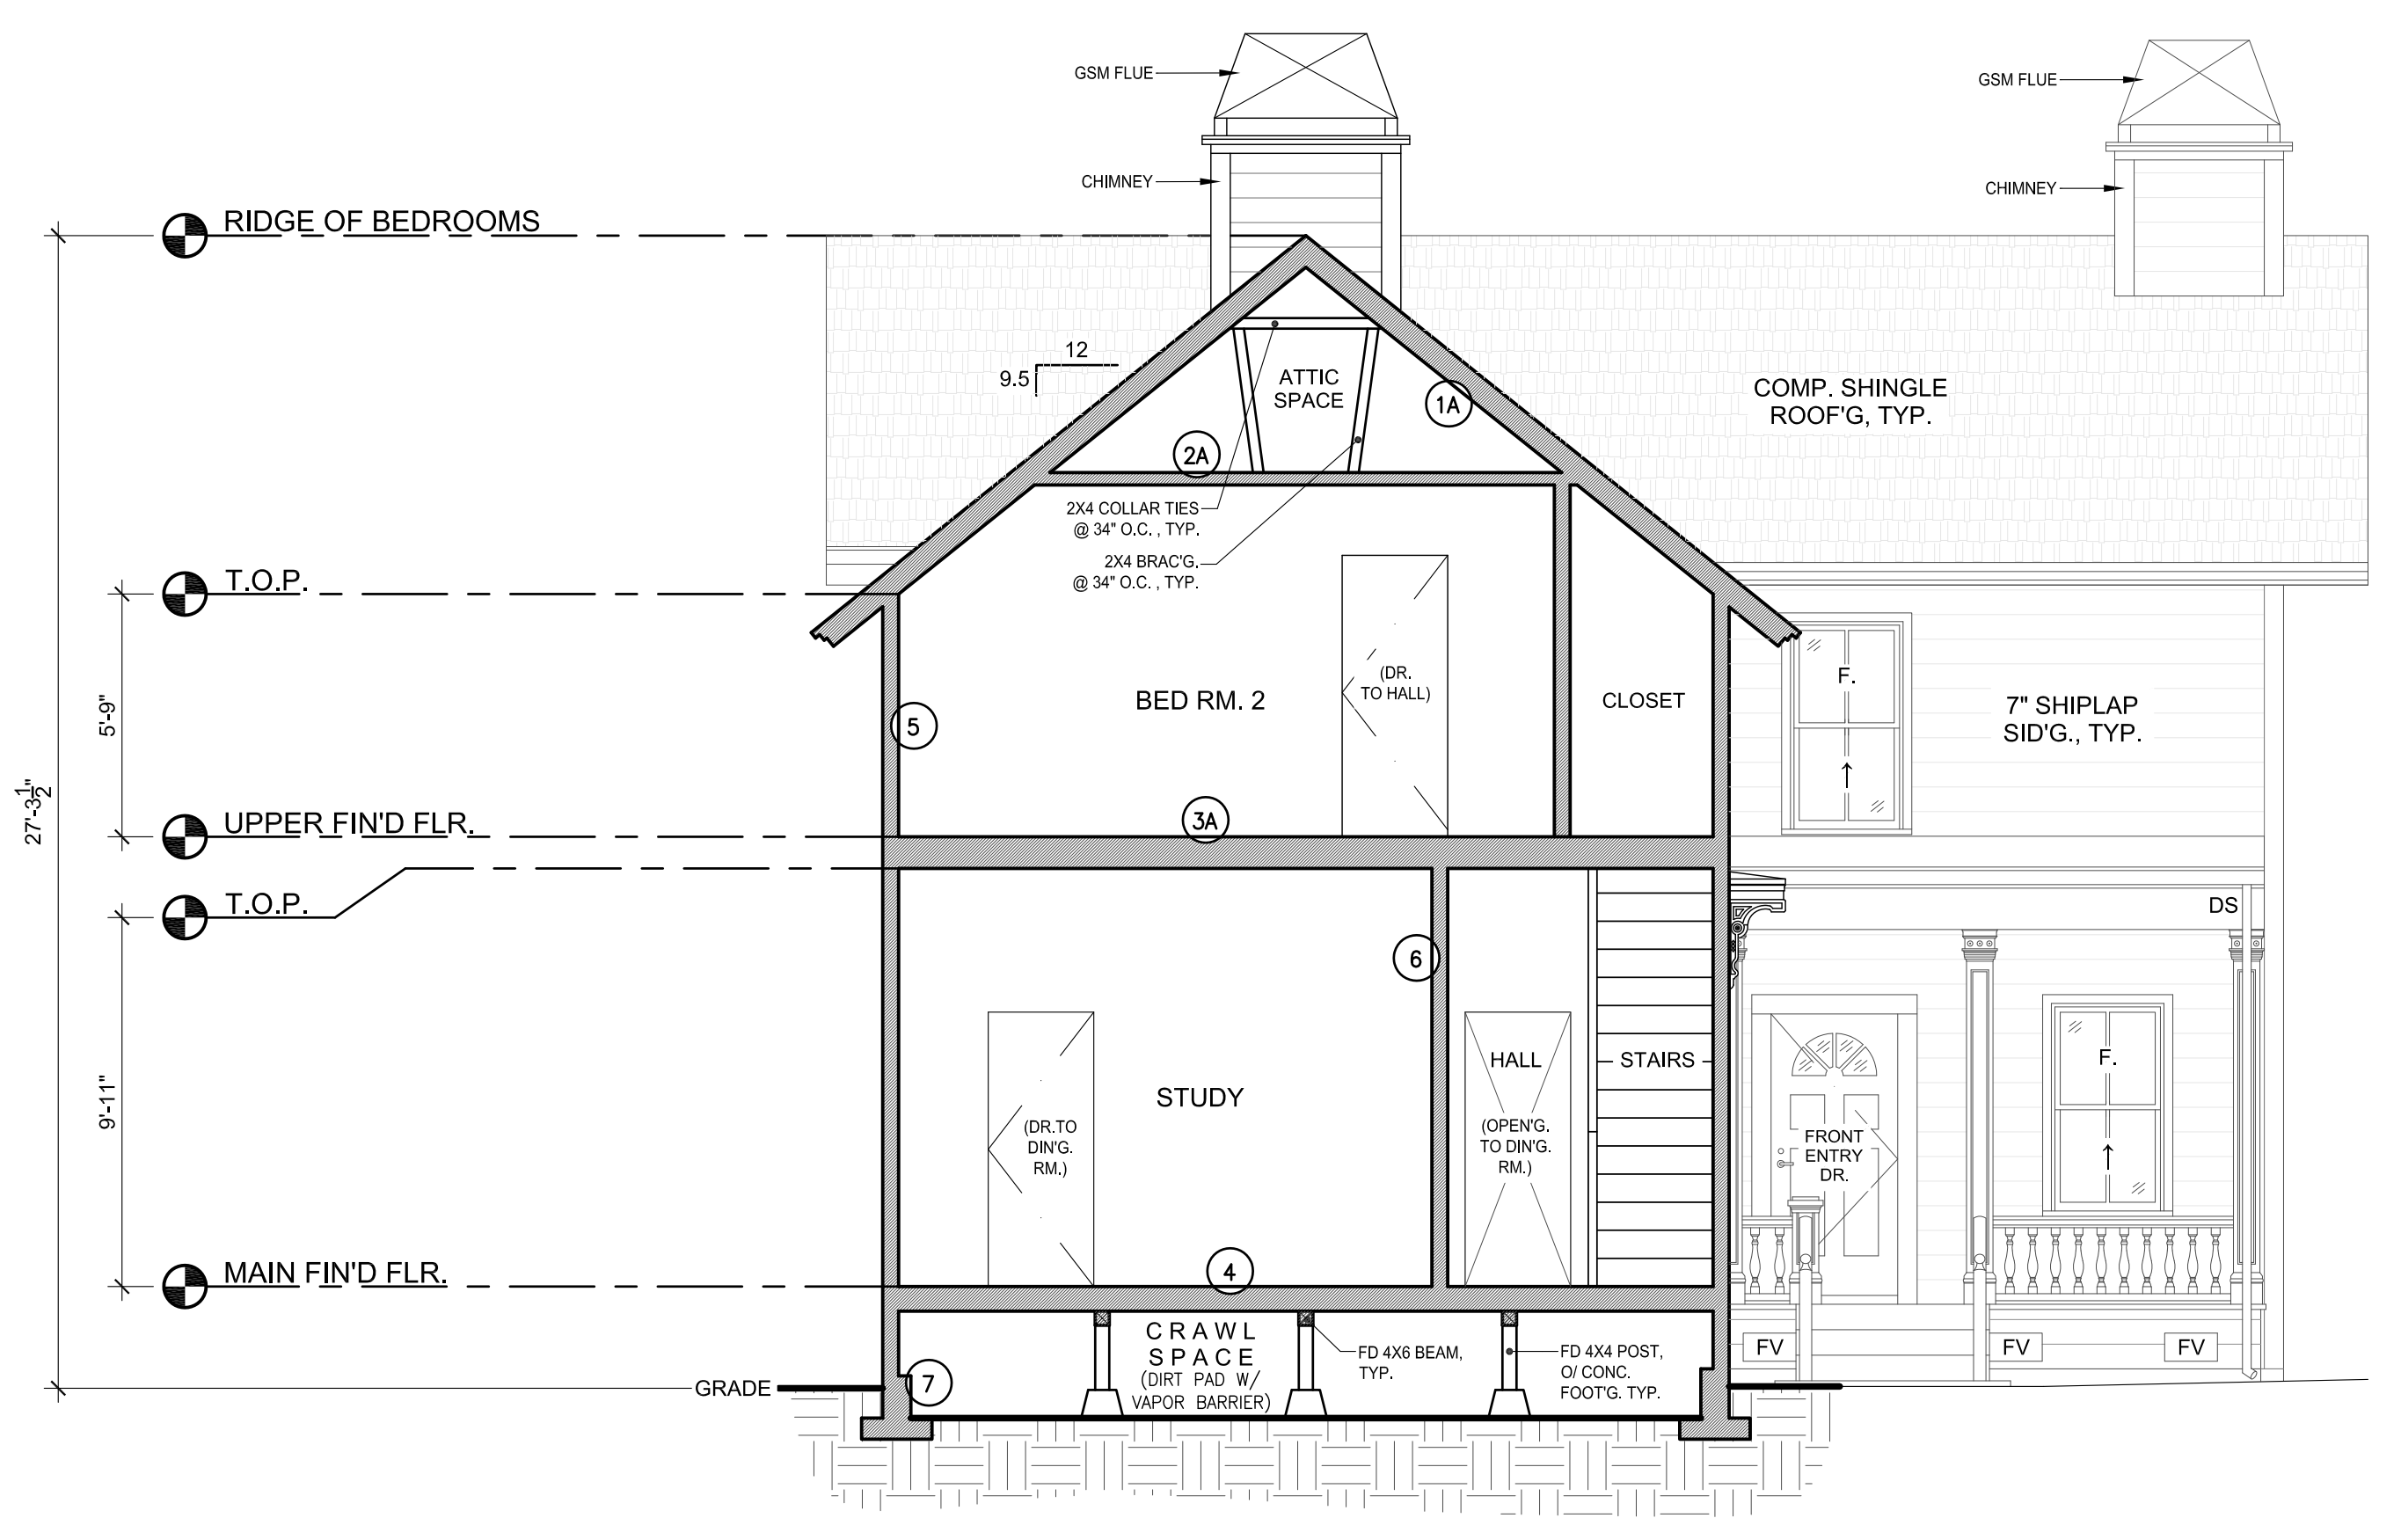 GSM FLUE
GSM FLUE
CHIMNEY
CHIMNEY
RIDGE OF BEDROOMS
12
9.5
ATTIC
SPACE
1A
COMP. SHINGLE
ROOF'G, TYP.
2A
2X4 COLLAR TIES
@ 34" O.C. , TYP.
2X4 BRAC'G.
@ 34" O.C. , TYP.
T.O.P.
5'-9"
27'-3 1/2"
BED RM. 2
(DR.
TO HALL)
CLOSET
F.
7" SHIPLAP
SID'G., TYP.
5
3A
UPPER FIN'D FLR.
T.O.P.
DS
6
9'-11"
STUDY
(DR.TO
DIN'G.
RM.)
HALL
(OPEN'G.
TO DIN'G.
RM.)
STAIRS
F.
FRONT
ENTRY
DR.
4
MAIN FIN'D FLR.
CRAWL
SPACE
(DIRT PAD W/
VAPOR BARRIER)
FD 4X6 BEAM,
TYP.
FD 4X4 POST,
O/ CONC.
FOOT'G. TYP.
FV
FV
FV
7
GRADE